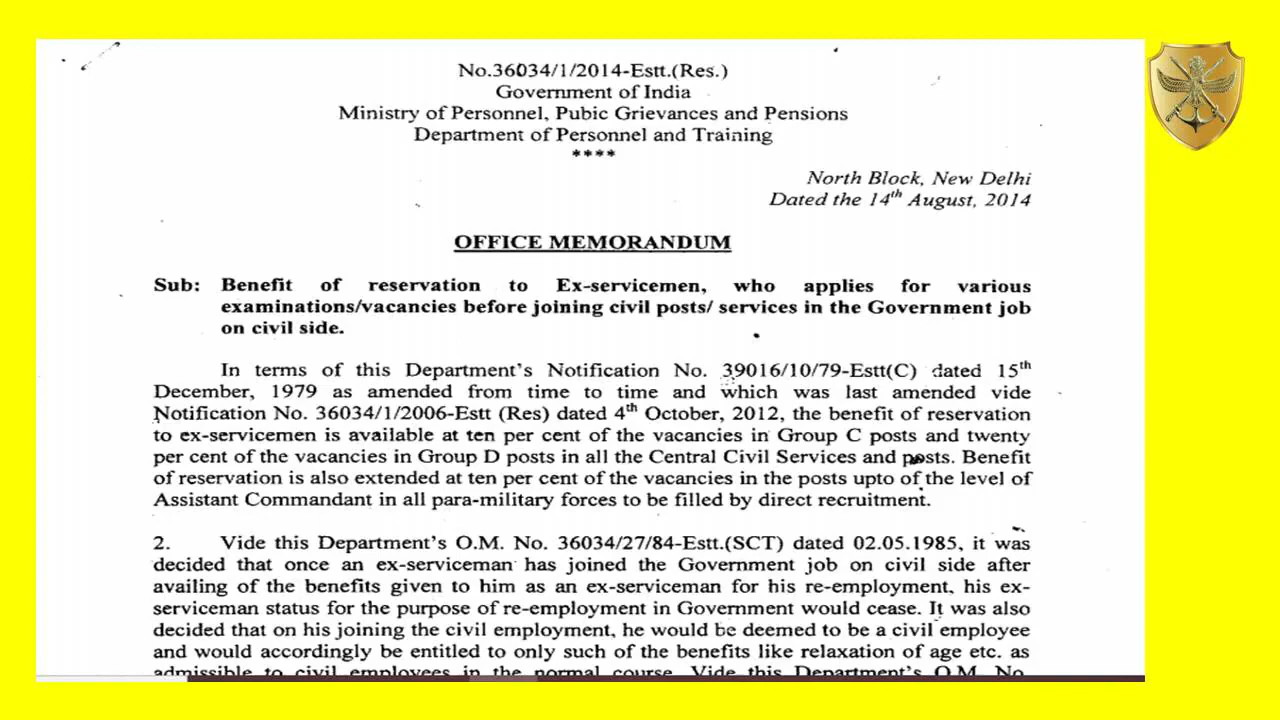 No.36034/1/2014-Estt.(Res.)
Government of India
Ministry of Personnel, Pubic Grievances and Pensions
Department of Personnel and Training
****
North Block, New Delhi
Dated the 14th August, 2014
OFFICE MEMORANDUM
Sub: Benefit of reservation to Ex-servicemen, who applies for various
examinations/vacancies before joining civil posts/ services in the Government job
on civil side.
In terms of this Department's Notification No. 39016/10/79-Estt(C) dated 15th
December, 1979 as amended from time to time and which was last amended vide
Notification No. 36034/1/2006-Estt (Res) dated 4th October, 2012, the benefit of reservation
to ex-servicemen is available at ten per cent of the vacancies in Group C posts and twenty
per cent of the vacancies in Group D posts in all the Central Civil Services and posts. Benefit
of reservation is also extended at ten per cent of the vacancies in the posts upto of the level of
Assistant Commandant in all para-military forces to be filled by direct recruitment.
2. Vide this Department's O.M. No. 36034/27/84-Estt.(SCT) dated 02.05.1985, it was
decided that once an ex-serviceman has joined the Government job on civil side after
availing of the benefits given to him as an ex-serviceman for his re-employment, his ex-
serviceman status for the purpose of re-employment in Government would cease. It was also
decided that on his joining the civil employment, he would be deemed to be a civil employee
and would accordingly be entitled to only such of the benefits like relaxation of age etc. as
admissible to civil employees in the normal course. Vide this Department's O.M. No.